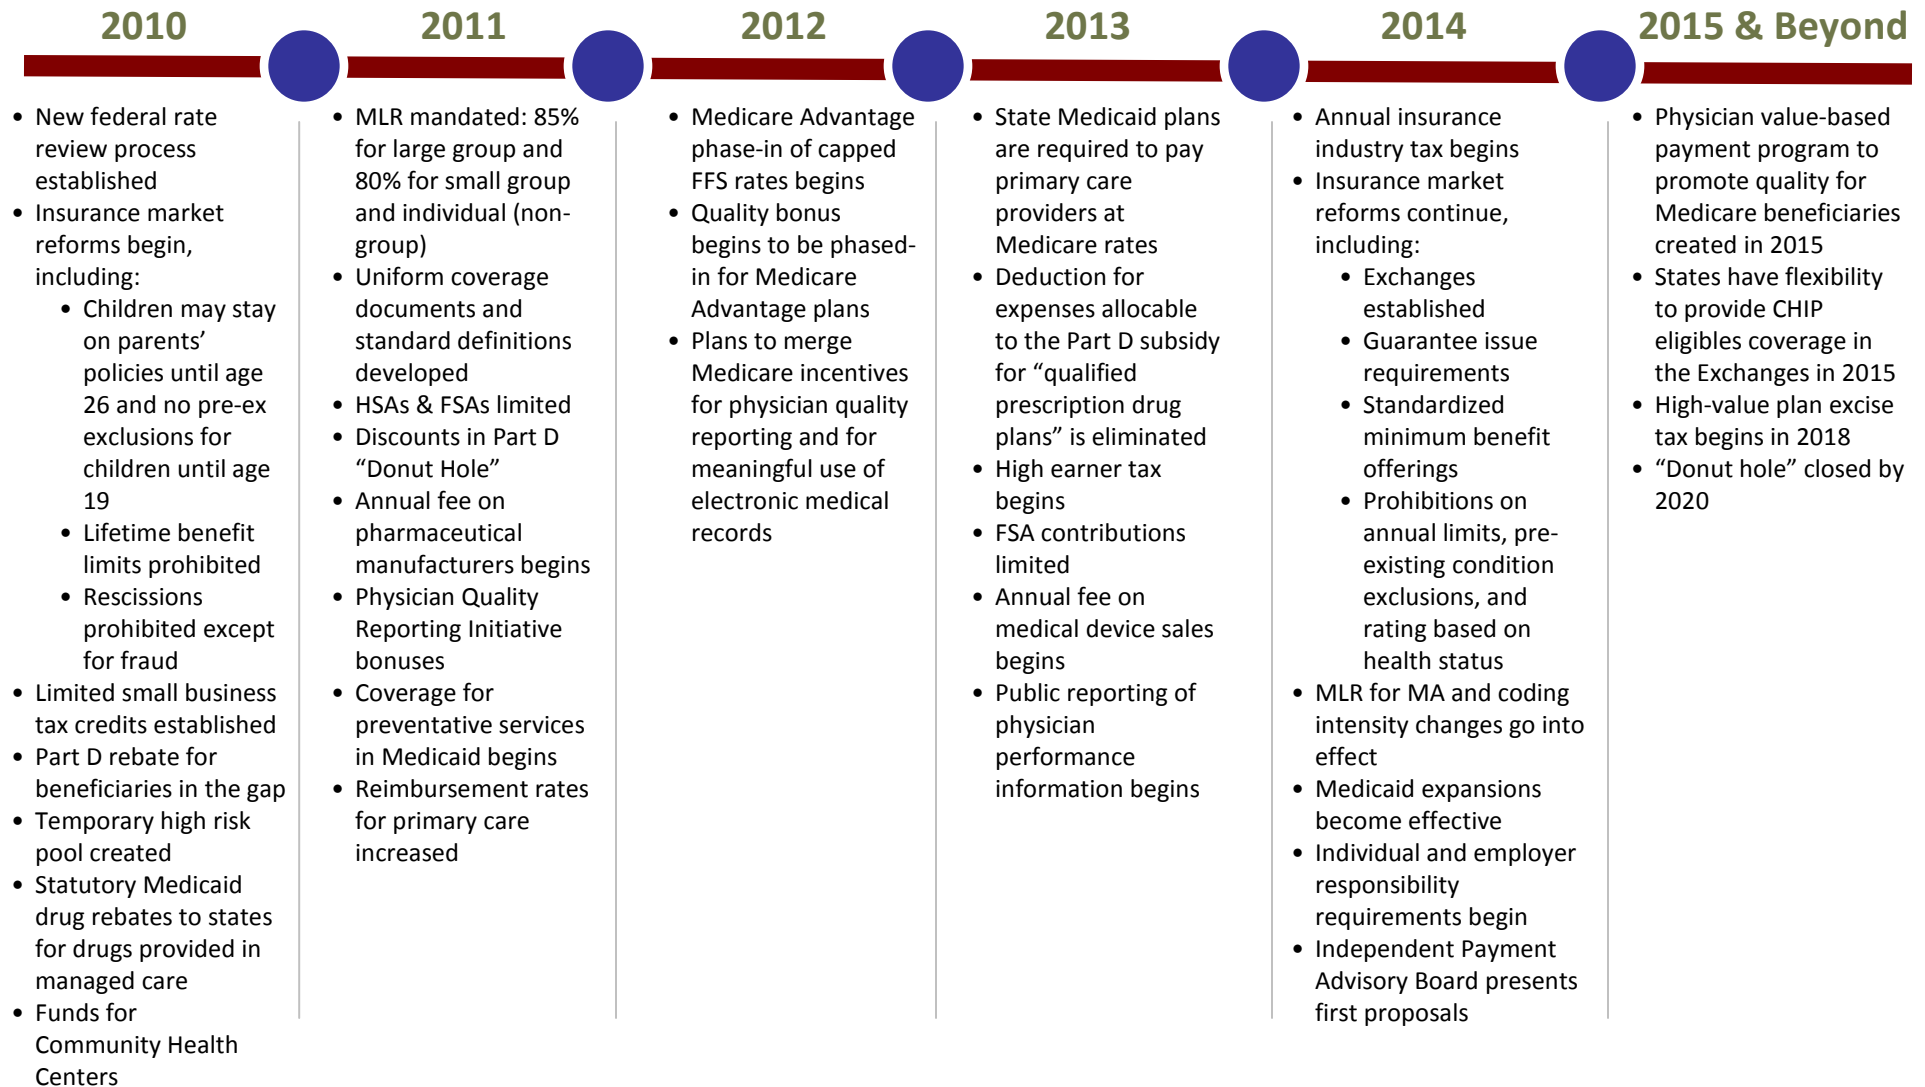 2010
• New federal rate
review process
established
• Insurance market
reforms begin,
including:
• Children may stay
on parents’
policies until age
26 and no pre-ex
exclusions for
children until age
19
• Lifetime benefit
limits prohibited
• Rescissions
prohibited except
for fraud
• Limited small business
tax credits established
• Part D rebate for
beneficiaries in the gap
• Temporary high risk
pool created
• Statutory Medicaid
drug rebates to states
for drugs provided in
managed care
• Funds for
Community Health
Centers
2011
• MLR mandated: 85%
for large group and
80% for small group
and individual (non-
group)
• Uniform coverage
documents and
standard definitions
developed
• HSAs & FSAs limited
• Discounts in Part D
“Donut Hole”
• Annual fee on
pharmaceutical
manufacturers begins
• Physician Quality
Reporting Initiative
bonuses
• Coverage for
preventative services
in Medicaid begins
• Reimbursement rates
for primary care
increased
2012
• Medicare Advantage
phase-in of capped
FFS rates begins
• Quality bonus
begins to be phased-
in for Medicare
Advantage plans
• Plans to merge
Medicare incentives
for physician quality
reporting and for
meaningful use of
electronic medical
records
2013
• State Medicaid plans
are required to pay
primary care
providers at
Medicare rates
• Deduction for
expenses allocable
to the Part D subsidy
for “qualified
prescription drug
plans” is eliminated
• High earner tax
begins
• FSA contributions
limited
• Annual fee on
medical device sales
begins
• Public reporting of
physician
performance
information begins
2014
• Annual insurance
industry tax begins
• Insurance market
reforms continue,
including:
• Exchanges
established
• Guarantee issue
requirements
• Standardized
minimum benefit
offerings
• Prohibitions on
annual limits, pre-
existing condition
exclusions, and
rating based on
health status
• MLR for MA and coding
intensity changes go into
effect
• Medicaid expansions
become effective
• Individual and employer
responsibility
requirements begin
• Independent Payment
Advisory Board presents
first proposals
2015 & Beyond
• Physician value-based
payment program to
promote quality for
Medicare beneficiaries
created in 2015
• States have flexibility
to provide CHIP
eligibles coverage in
the Exchanges in 2015
• High-value plan excise
tax begins in 2018
• “Donut hole” closed by
2020